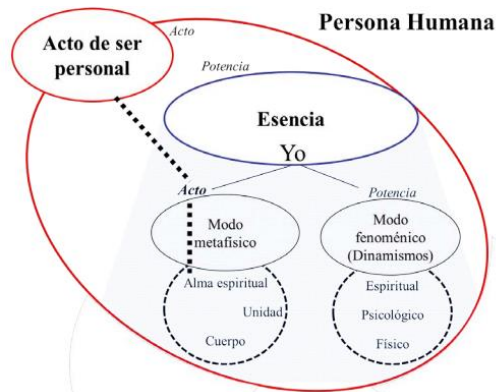 Persona Humana
Acto
Acto de ser
personal
Potencia
Esencia
Yo
Acto
Potencia
Modo
metafísico
Modo
fenoménico
(Dinamismos)
Alma espiritual
Unidad
Cuerpo
Espiritual
Psicológico
Físico